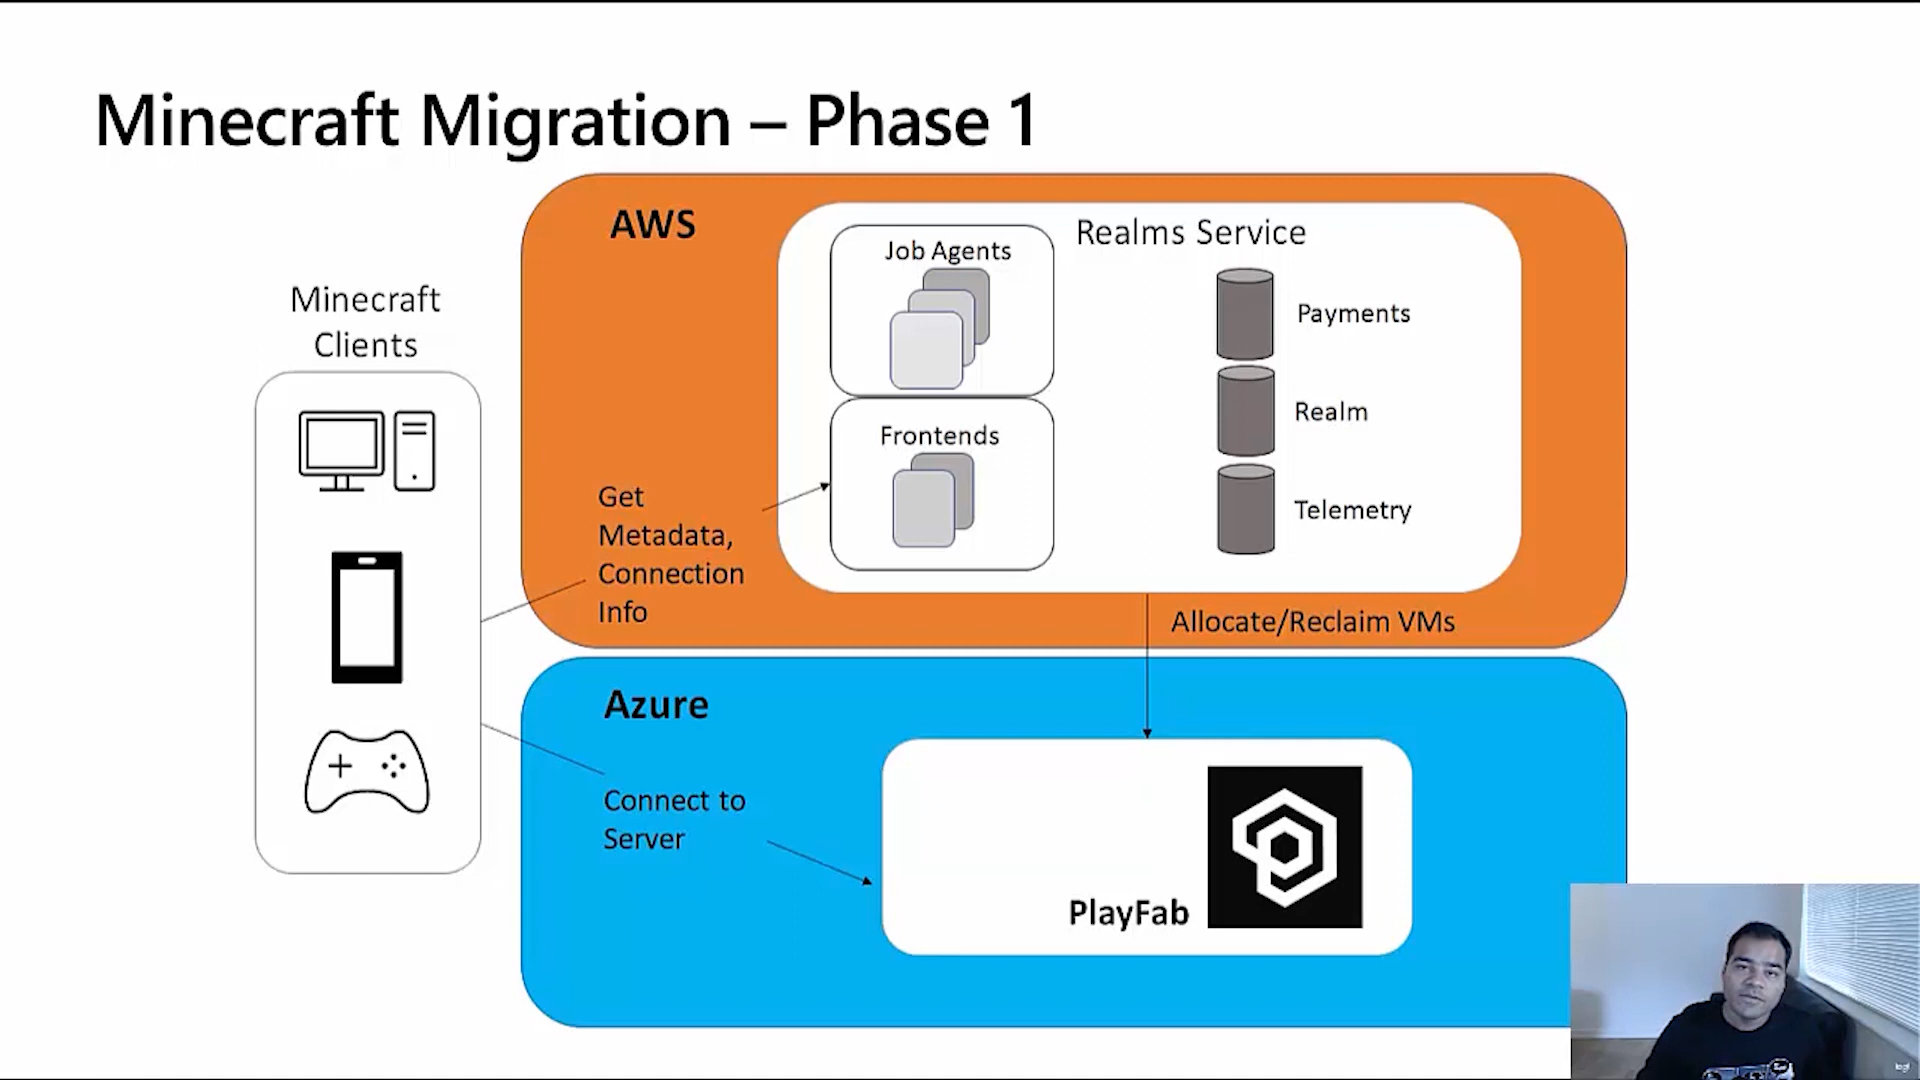 Minecraft Migration – Phase 1
AWS
Realms Service
Job Agents
Payments
Minecraft
Clients
Realm
Frontends
Get
Metadata,
Connection
Info
Telemetry
Allocate/Reclaim VMs
Azure
Connect to
Server
PlayFab